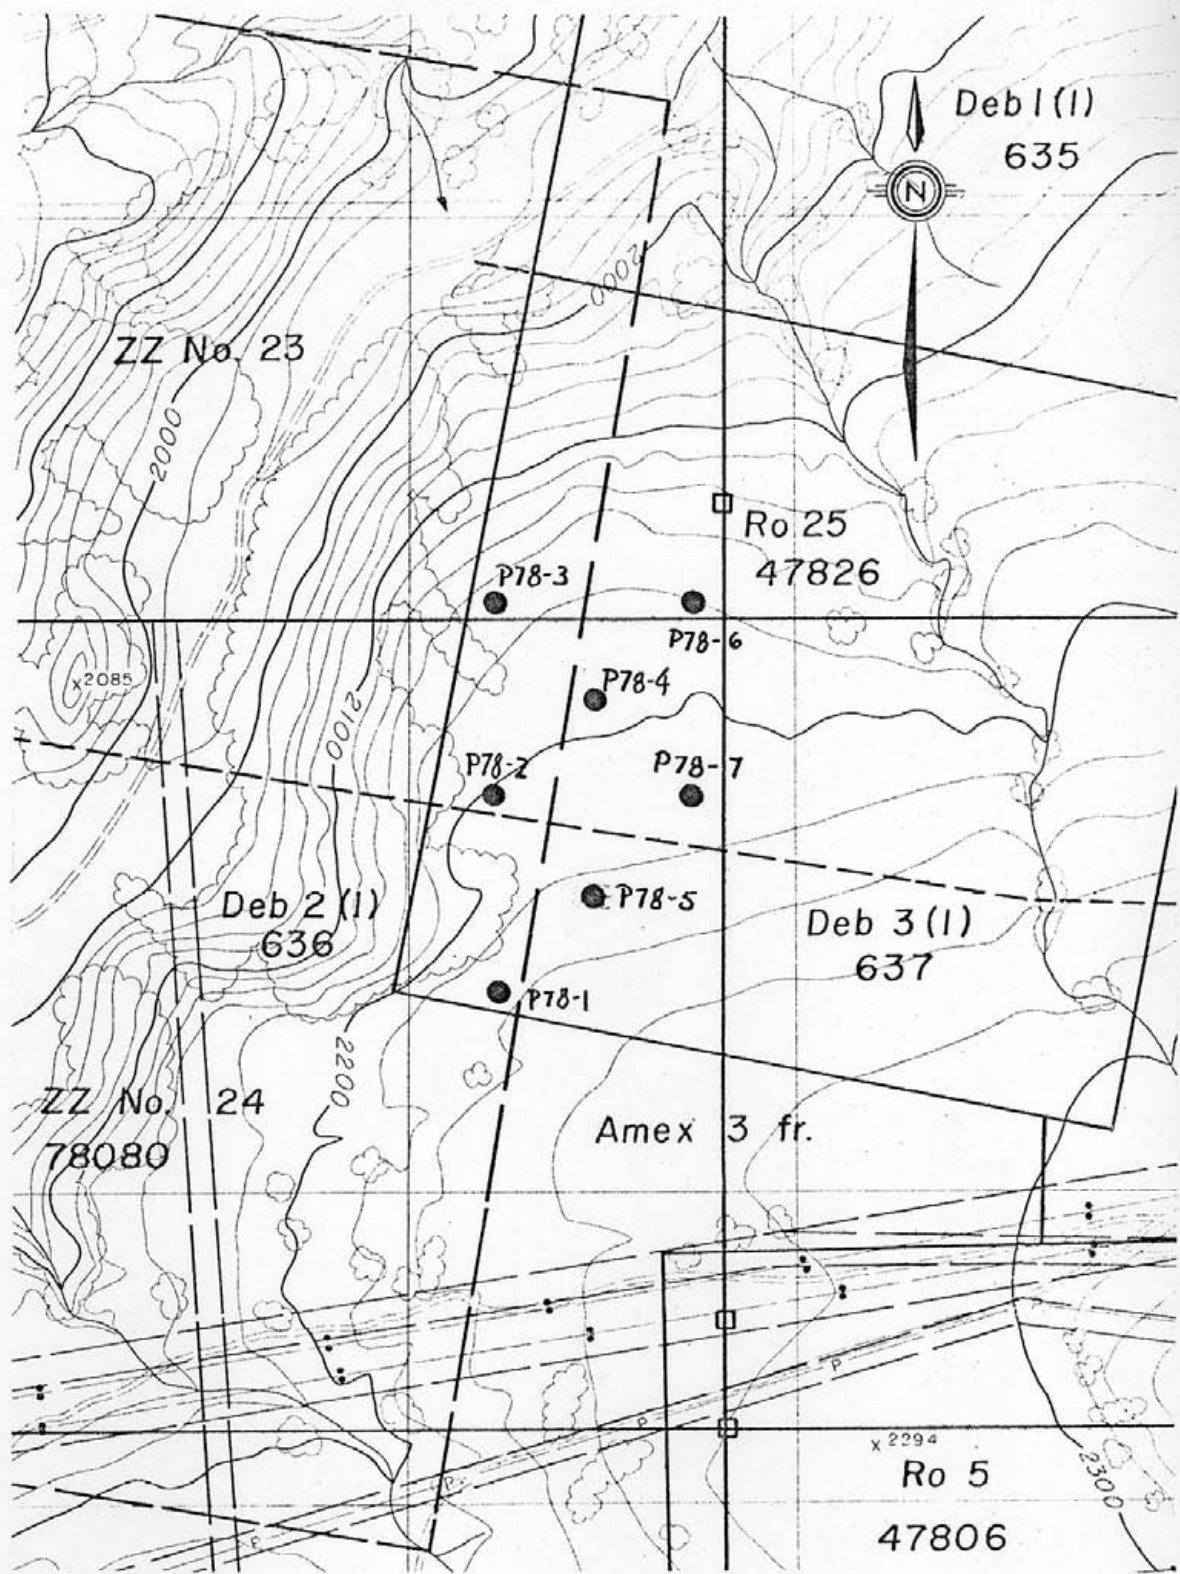 Deb 1 (1)
635
N
2000
ZZ No. 23
2000
Ro 25
47826
P78-3
P78-6
P78-4
x2085
2100
P78-2
P78-7
Deb 2 (1)
636
P78-5
Deb 3 (1)
637
P78-1
2200
ZZ No. 24
78080
Amex 3 fr.
P
P
P
P
x2294
Ro 5
2300
47806